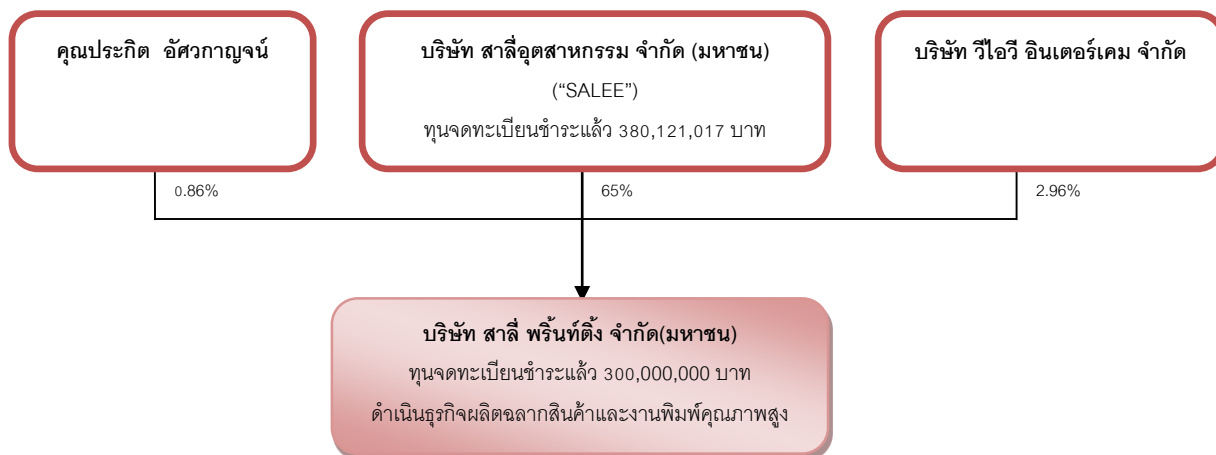 คุณประกิต อัศวกาญจน์
บริษัท สาลี่อุตสาหกรรม จำกัด (มหาชน)
(“SALEE”)
ทุนจดทะเบียนชำระแล้ว 380,121,017 บาท
บริษัท วีไอวี อินเตอร์เคม จำกัด
0.86%
65%
2.96%
บริษัท สาลี่ พริ้นท์ติ้ง จำกัด(มหาชน)
ทุนจดทะเบียนชำระแล้ว 300,000,000 บาท
ดำเนินธุรกิจผลิตฉลากสินค้าและงานพิมพ์คุณภาพสูง